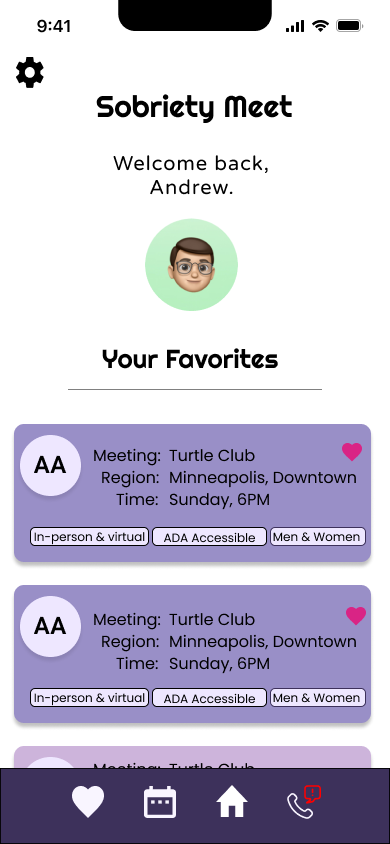 9:41
Sobriety Meet
Welcome back,
Andrew.
Your Favorites
AA
Meeting: Turtle Club
Region: Minneapolis, Downtown
Time: Sunday, 6PM
In-person & virtual ADA Accessible Men & Women
AA
Meeting: Turtle Club
Region: Minneapolis, Downtown
Time: Sunday, 6PM
In-person & virtual ADA Accessible Men & Women
Meeting: Turtle Club